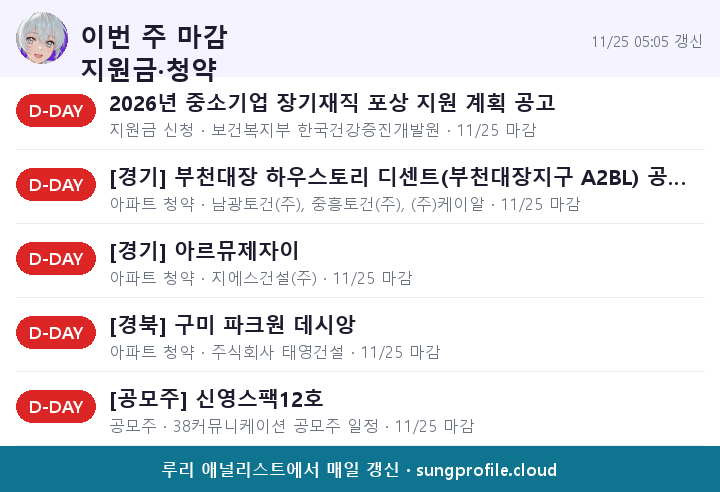 이번 주 마감
지원금·청약
11/25 05:05 갱신
D-DAY
2026년 중소기업 장기재직 포상 지원 계획 공고
지원금 신청 · 보건복지부 한국건강증진개발원 · 11/25 마감
D-DAY
[경기] 부천대장 하우스토리 디센트(부천대장지구 A2BL) 공...
아파트 청약 · 남광토건(주), 중흥토건(주), (주)케이알 · 11/25 마감
D-DAY
[경기] 아르뮤제자이
아파트 청약 · 지에스건설(주) · 11/25 마감
D-DAY
[경북] 구미 파크원 데시앙
아파트 청약 · 주식회사 태영건설 · 11/25 마감
D-DAY
[공모주] 신영스팩12호
공모주 · 38커뮤니케이션 공모주 일정 · 11/25 마감
루리 애널리스트에서 매일 갱신 · sungprofile.cloud